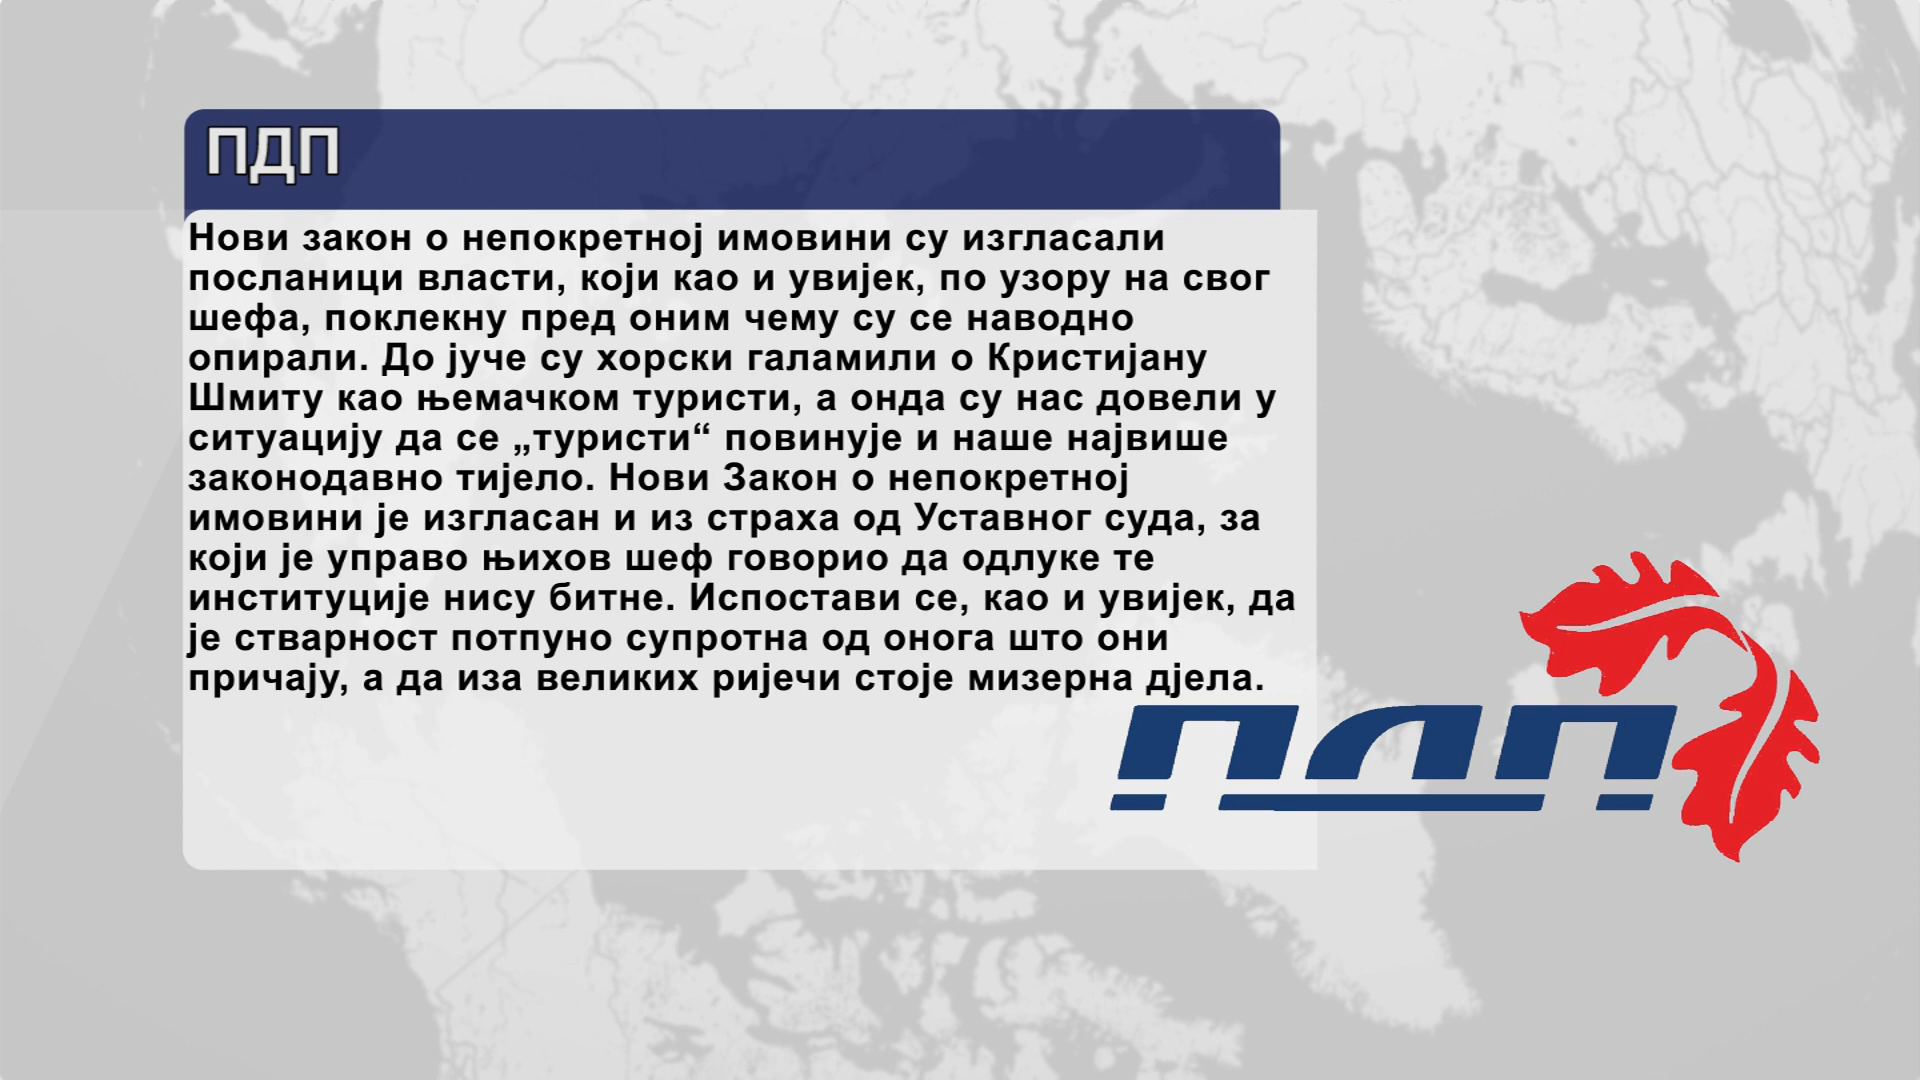 ПДП
Нови закон о непокретној имовини су изгласали
посланици власти, који као и увијек, по узору на свог
шефа, поклекну пред оним чему су се наводно
опирали. До јуче су хорски галамили о Кристијану
Шмиту као њемачком туристи, а онда су нас довели у
ситуацију да се „туристи“ повинује и наше највише
законодавно тијело. Нови Закон о непокретној
имовини је изгласан и из страха од Уставног суда, за
који је управо њихов шеф говорио да одлуке те
институције нису битне. Испостави се, као и увијек, да
је стварност потпуно супротна од онога што они
причају, а да иза великих ријечи стоје мизерна дјела.
ПДП